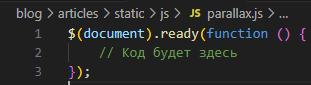 blog > articles > static > js > JS parallax.js > ...
1 $(document).ready(function () {
2 // Код будет здесь
3 });